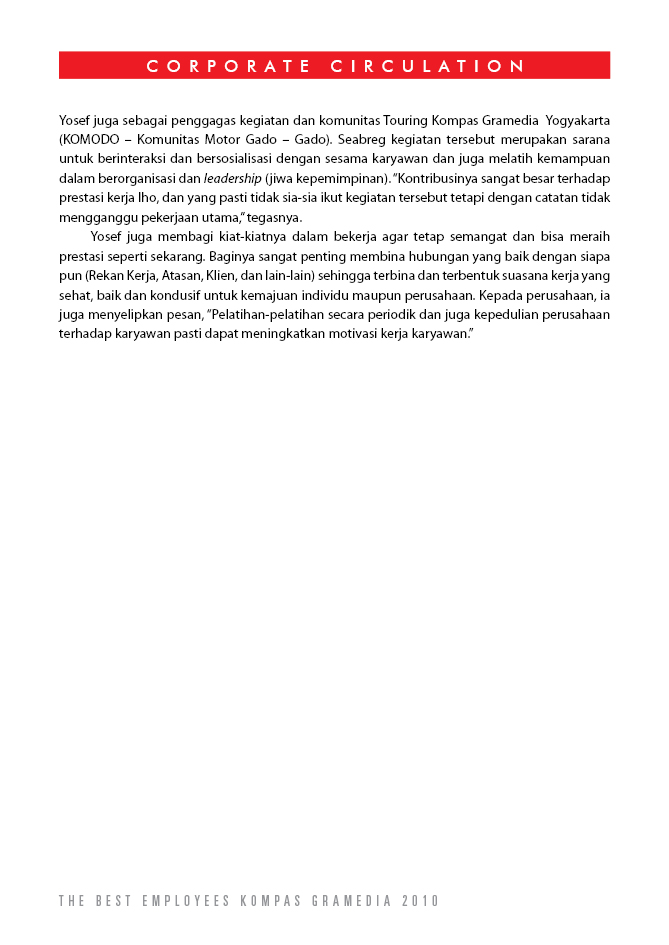 CORPORATE CIRCULATION
Yosef juga sebagai penggagas kegiatan dan komunitas Touring Kompas Gramedia Yogyakarta
(KOMODO – Komunitas Motor Gado – Gado). Seabreg kegiatan tersebut merupakan sarana
untuk berinteraksi dan bersosialisasi dengan sesama karyawan dan juga melatih kemampuan
dalam berorganisasi dan leadership (jiwa kepemimpinan). “Kontribusinya sangat besar terhadap
prestasi kerja lho, dan yang pasti tidak sia-sia ikut kegiatan tersebut tetapi dengan catatan tidak
mengganggu pekerjaan utama,” tegasnya.
Yosef juga membagi kiat-kiatnya dalam bekerja agar tetap semangat dan bisa meraih
prestasi seperti sekarang. Baginya sangat penting membina hubungan yang baik dengan siapa
pun (Rekan Kerja, Atasan, Klien, dan lain-lain) sehingga terbina dan terbentuk suasana kerja yang
sehat, baik dan kondusif untuk kemajuan individu maupun perusahaan. Kepada perusahaan, ia
juga menyelipkan pesan, “Pelatihan-pelatihan secara periodik dan juga kepedulian perusahaan
terhadap karyawan pasti dapat meningkatkan motivasi kerja karyawan.”
THE BEST EMPLOYEES KOMPAS GRAMEDIA 2010